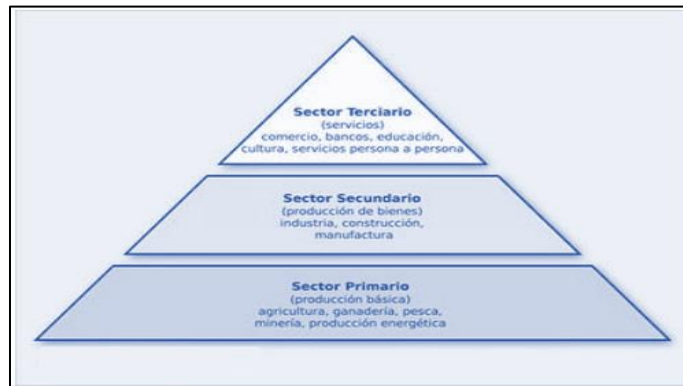 Sector Terciario
(servicios)
comercio, bancos, educación,
cultura, servicios persona a persona
Sector Secundario
(producción de bienes)
industria, construcción,
manufactura
Sector Primario
(producción básica)
agricultura, ganadería, pesca,
minería, producción energética